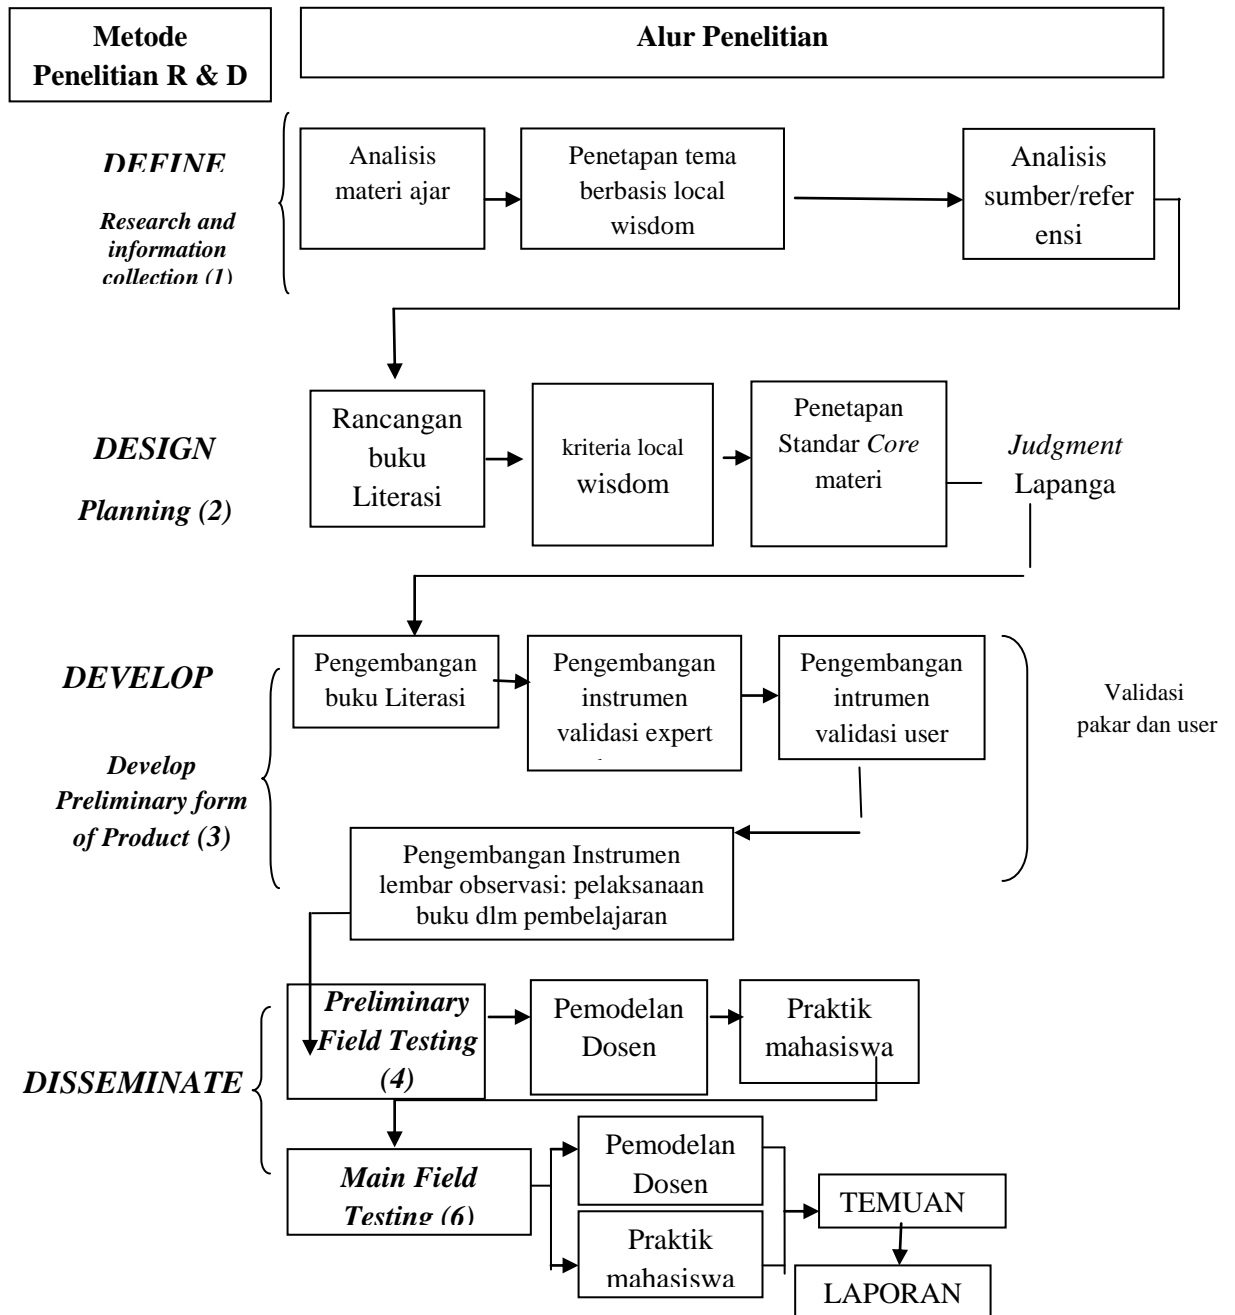 Metode
Penelitian R & D
Alur Penelitian
DEFINE
Research and
information
collection (1)
Analisis
materi ajar
Penetapan tema
berbasis local
wisdom
Analisis
sumber/refer
ensi
DESIGN
Planning (2)
Rancangan
buku
Literasi
kriteria local
wisdom
Penetapan
Standar Core
materi
Judgment
Lapanga
DEVELOP
Develop
Preliminary form
of Product (3)
Pengembangan
buku Literasi
Pengembangan
instrumen
validasi expert
Pengembangan
intrumen
validasi user
Validasi
pakar dan user
Pengembangan Instrumen
lembar observasi: pelaksanaan
buku dlm pembelajaran
DISSEMINATE
Preliminary
Field Testing
(4)
Pemodelan
Dosen
Praktik
mahasiswa
Main Field
Testing (6)
Pemodelan
Dosen
Praktik
mahasiswa
TEMUAN
LAPORAN